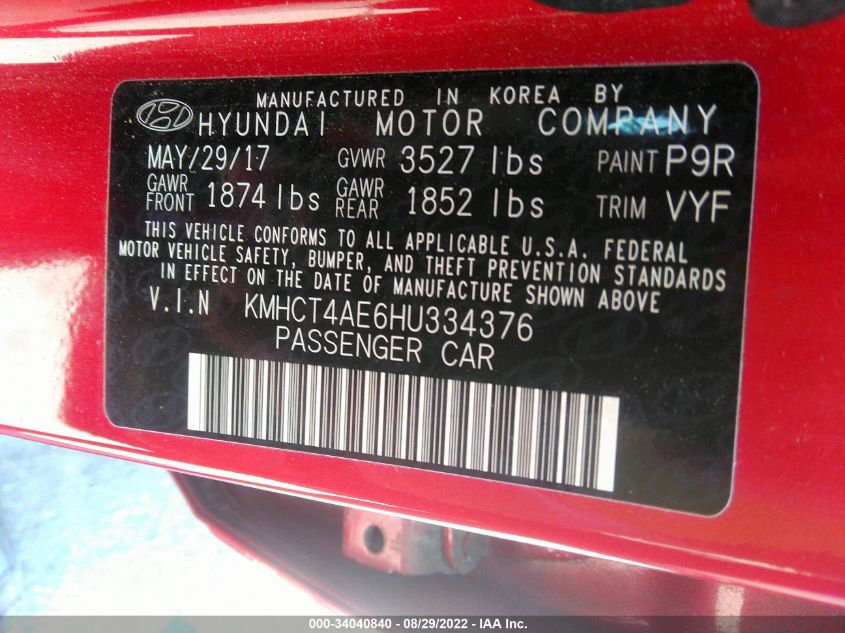 MANUFACTURED IN KOREA BY
HYUNDAI MOTOR COMPANY
MAY/29/17 GVWR 3527 lbs PAINT P9R
GAWR FRONT 1874 lbs GAWR REAR 1852 lbs TRIM VYF
THIS VEHICLE CONFORMS TO ALL APPLICABLE U.S.A. FEDERAL
MOTOR VEHICLE SAFETY, BUMPER, AND THEFT PREVENTION STANDARDS
IN EFFECT ON THE DATE OF MANUFACTURE SHOWN ABOVE.
V.I.N KMHCT4AE6HU334376
PASSENGER CAR
000-34040840 - 08/29/2022 - IAA Inc.